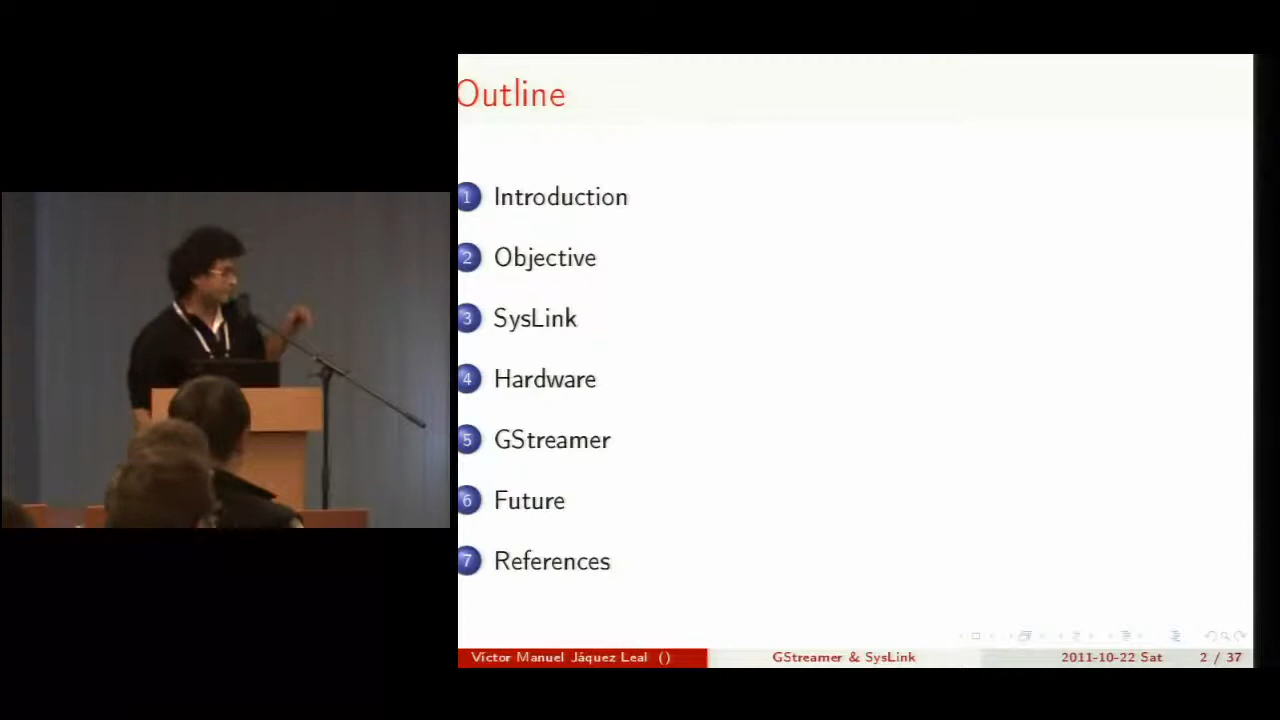 Outline
1 Introduction
2 Objective
3 SysLink
4 Hardware
5 GStreamer
6 Future
7 References
Víctor Manuel Jáquez Leal () GStreamer & SysLink 2011-10-22 Sat 2 / 37